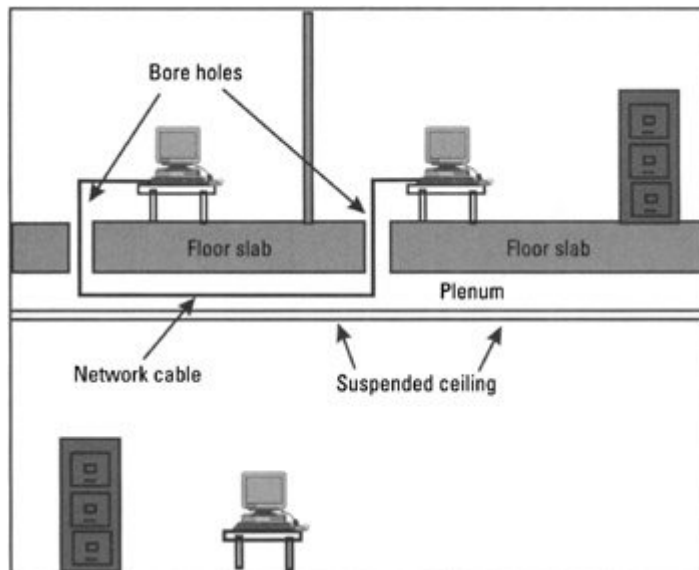 Bore holes
Floor slab
Floor slab
Plenum
Network cable
Suspended ceiling